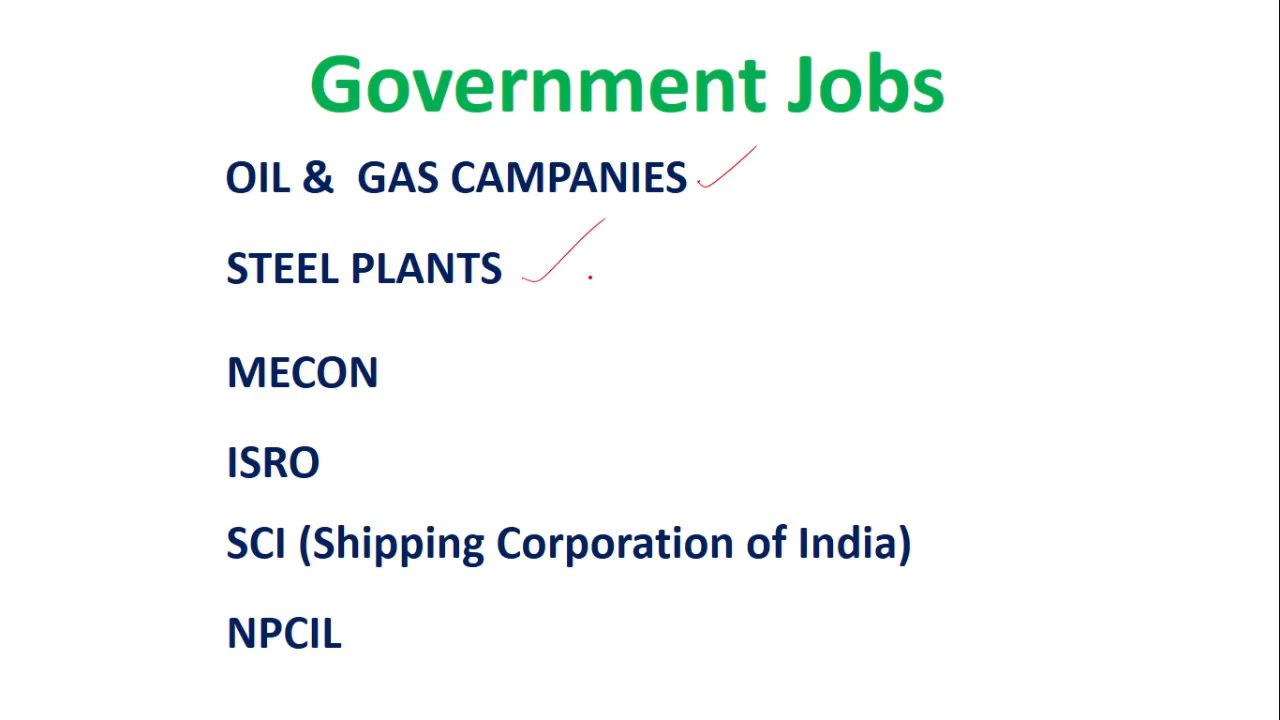 Government Jobs
OIL & GAS CAMPANIES
STEEL PLANTS
MECON
ISRO
SCI (Shipping Corporation of India)
NPCIL